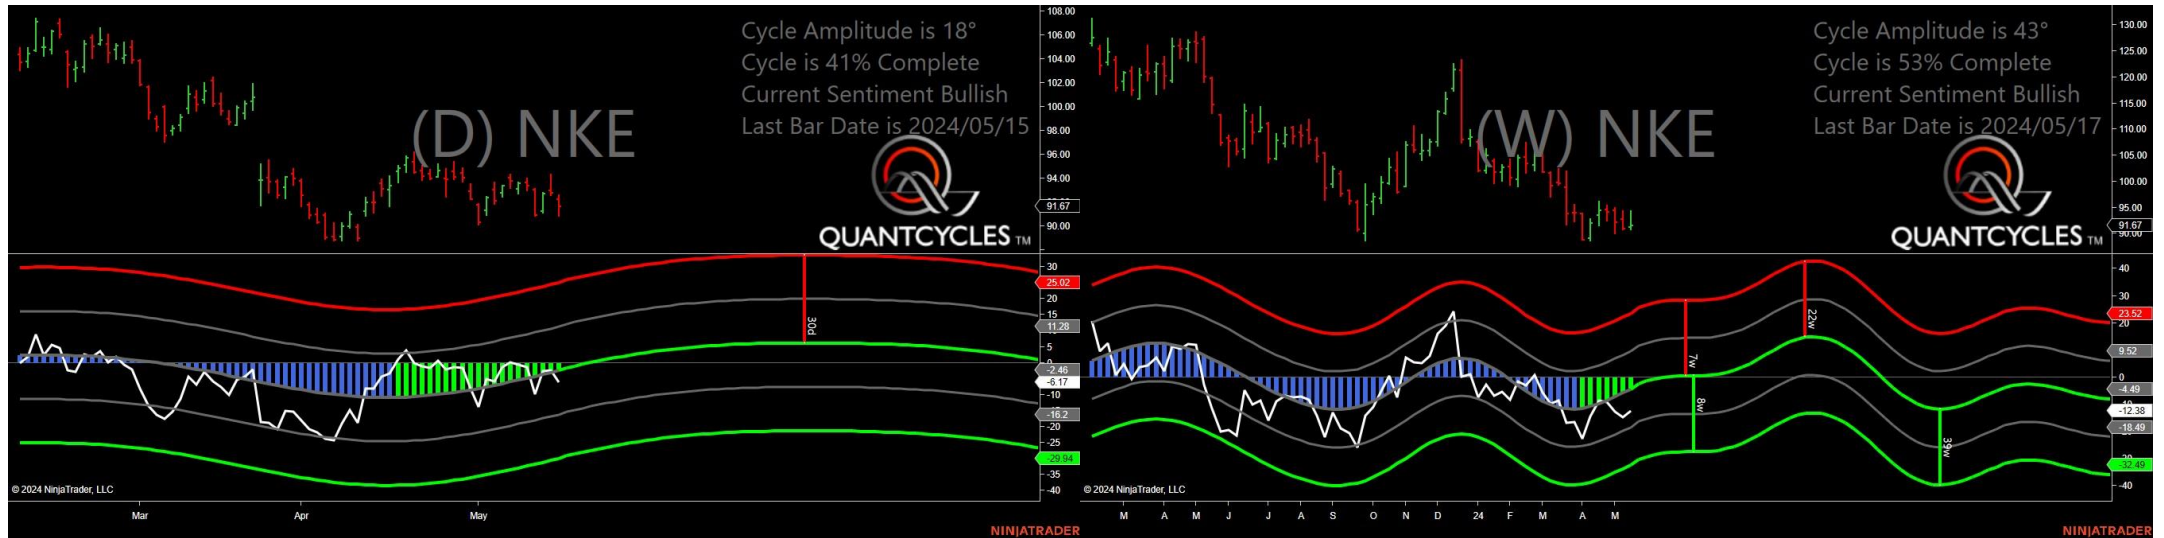 Cycle Amplitude is 18°
Cycle is 41% Complete
Current Sentiment Bullish
Last Bar Date is 2024/05/15
(D) NKE
QUANTCYCLES TM
108.00
106.00
104.00
102.00
100.00
98.00
96.00
94.00
91.67
90.00
30
25.02
20
15
11.28
5
0
-2.46
-6.17
-10
-16.2
-20
-25
-29.94
-35
-40
30d
© 2024 NinjaTrader, LLC
Mar Apr May
NINJATRADER
Cycle Amplitude is 43°
Cycle is 53% Complete
Current Sentiment Bullish
Last Bar Date is 2024/05/17
(W) NKE
QUANTCYCLES TM
130.00
125.00
120.00
115.00
110.00
105.00
100.00
95.00
91.67
90.00
40
30
23.52
20
9.52
0
-4.49
-12.38
-18.49
-32.49
-40
7w
8w
22w
39w
© 2024 NinjaTrader, LLC
M A M J J A S O N D 24 F M A M
NINJATRADER